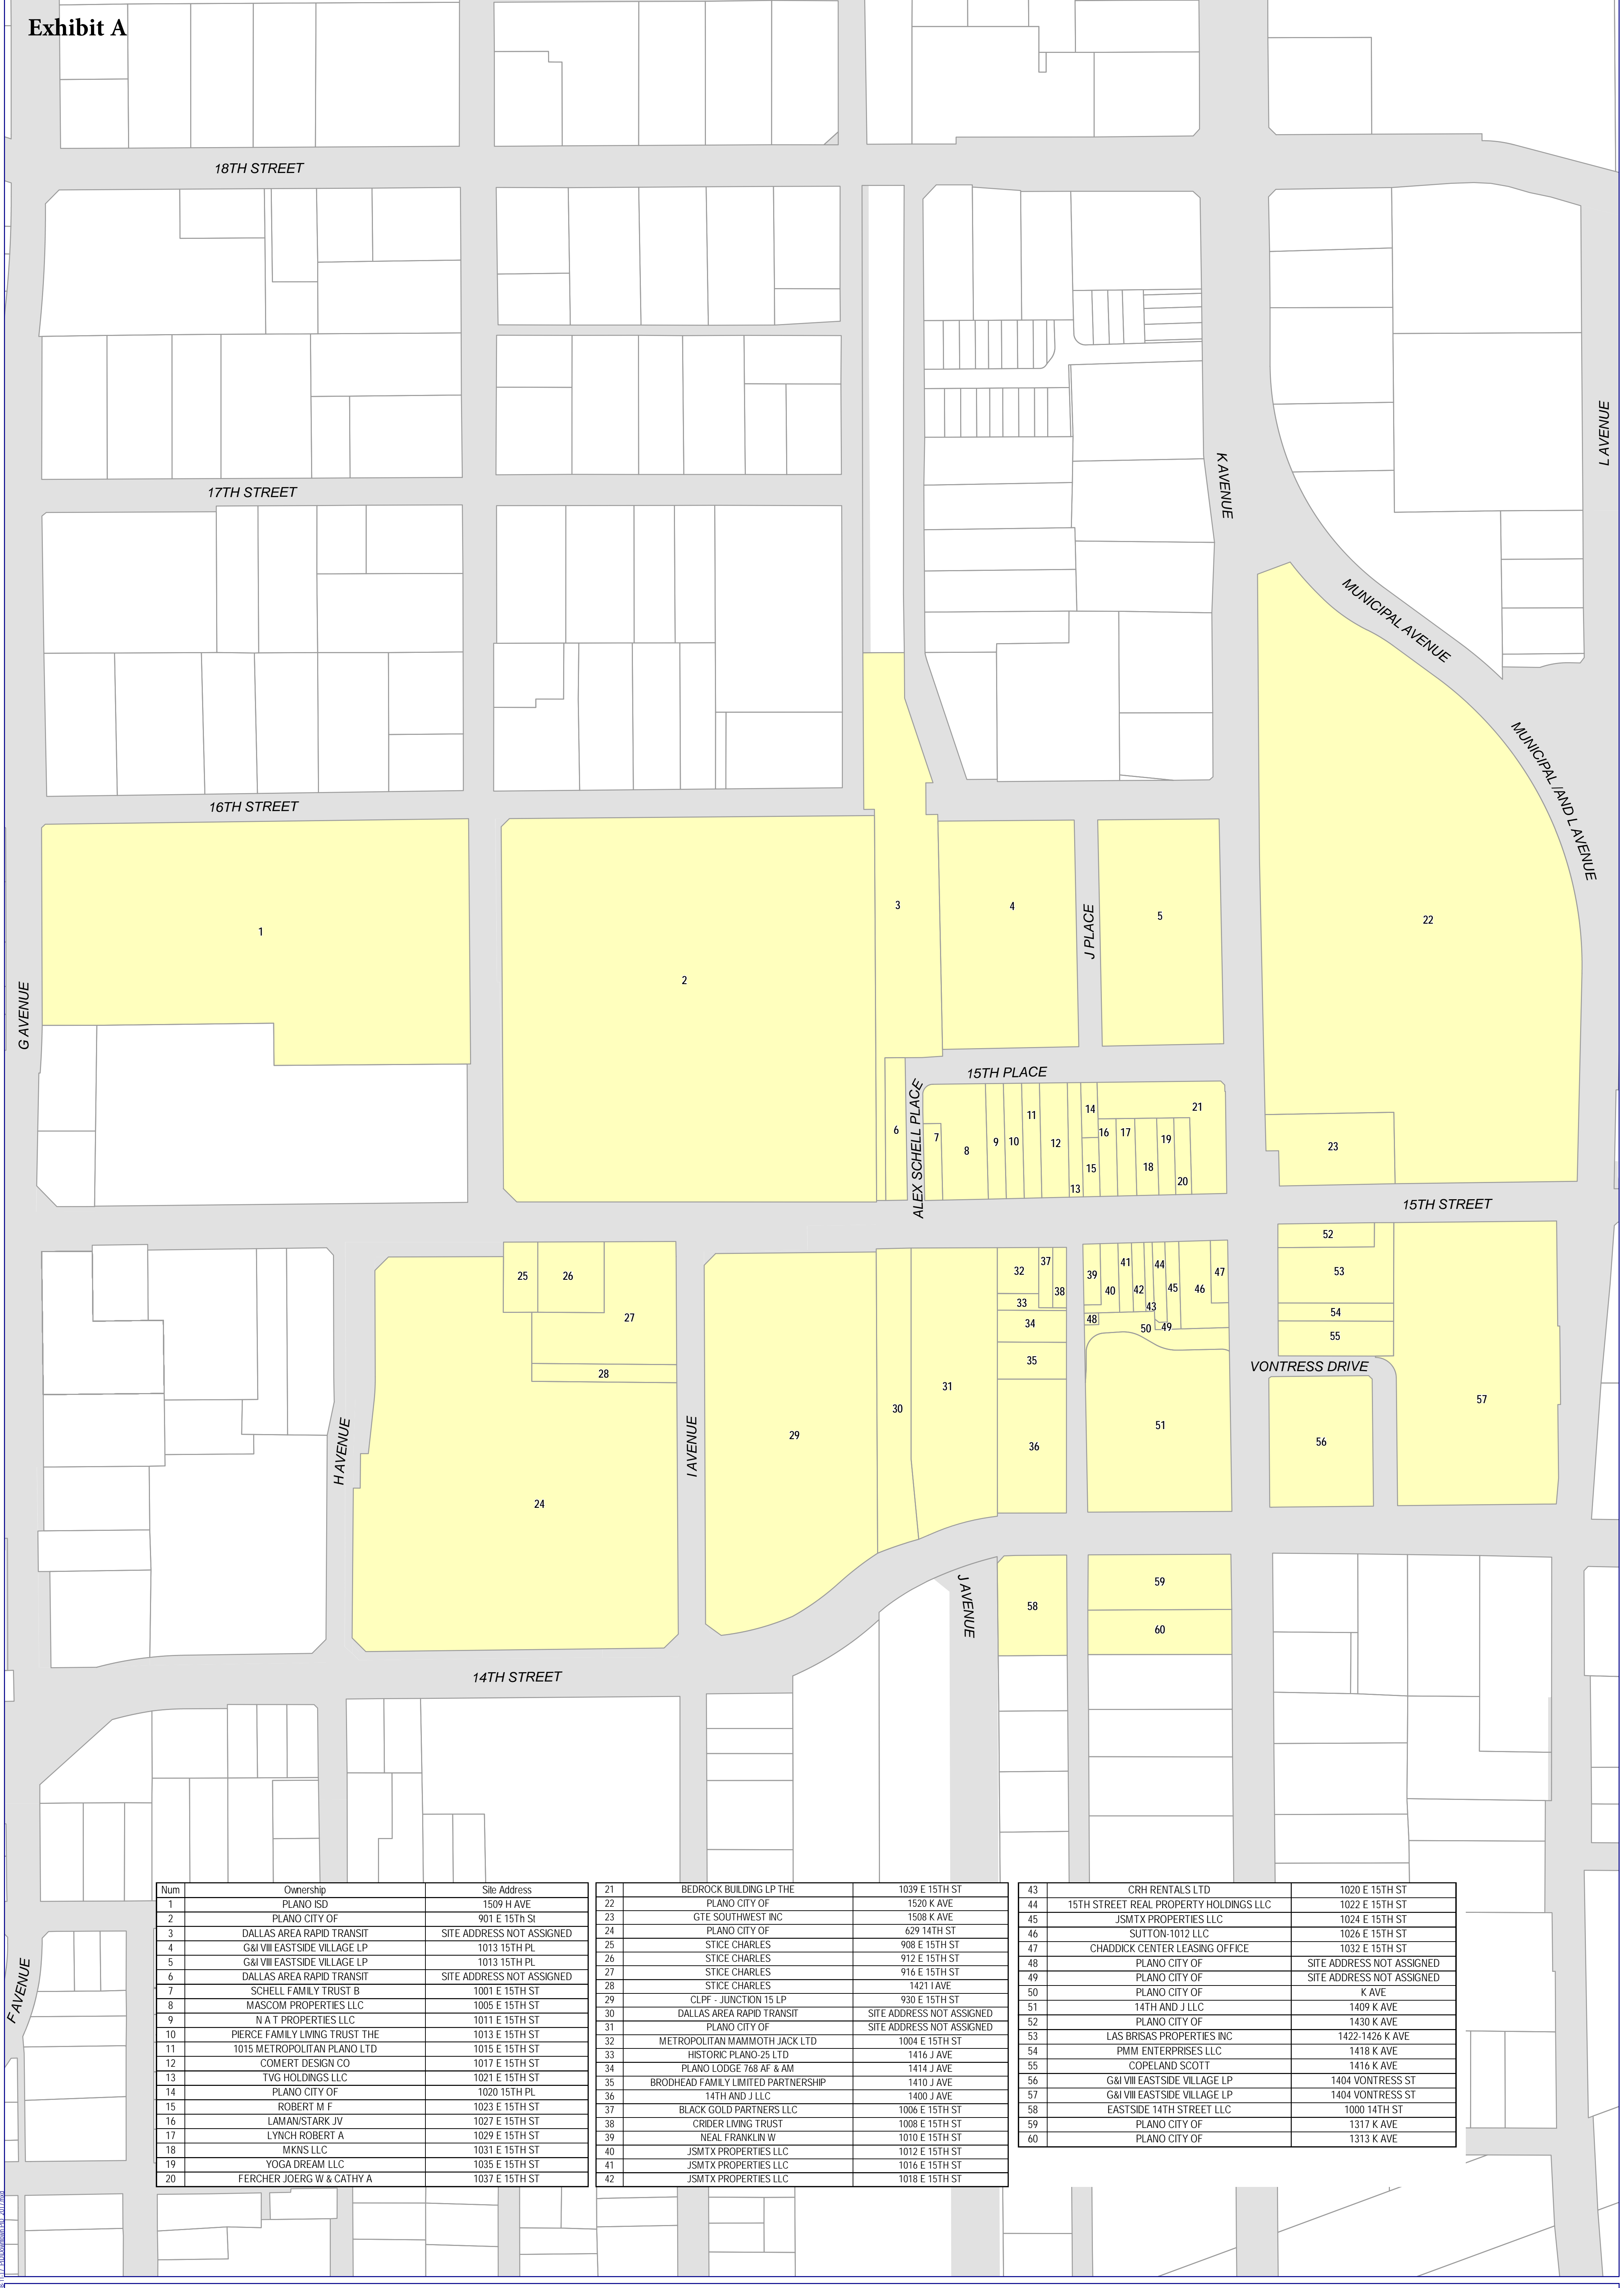 Exhibit A
18TH STREET
L AVENUE
K AVENUE
17TH STREET
MUNICIPAL AVENUE
MUNICIPAL /AND L AVENUE
16TH STREET
3
4
5
22
1
J PLACE
2
G AVENUE
15TH PLACE
ALEX SCHELL PLACE
6
7
8
9
10
11
12
13
14
15
16
17
18
19
20
21
23
15TH STREET
25
26
27
28
24
H AVENUE
I AVENUE
29
30
31
32
33
34
35
36
37
38
39
40
41
42
43
44
45
46
47
48
49
50
51
52
53
54
55
VONTRESS DRIVE
56
57
58
59
60
J AVENUE
14TH STREET
F AVENUE
Num Ownership Site Address
1 PLANO ISD 1509 H AVE
2 PLANO CITY OF 901 E 15Th St
3 DALLAS AREA RAPID TRANSIT SITE ADDRESS NOT ASSIGNED
4 G&I VIII EASTSIDE VILLAGE LP 1013 15TH PL
5 G&I VIII EASTSIDE VILLAGE LP 1013 15TH PL
6 DALLAS AREA RAPID TRANSIT SITE ADDRESS NOT ASSIGNED
7 SCHELL FAMILY TRUST B 1001 E 15TH ST
8 MASCOM PROPERTIES LLC 1005 E 15TH ST
9 N A T PROPERTIES LLC 1011 E 15TH ST
10 PIERCE FAMILY LIVING TRUST THE 1013 E 15TH ST
11 1015 METROPOLITAN PLANO LTD 1015 E 15TH ST
12 COMERT DESIGN CO 1017 E 15TH ST
13 TVG HOLDINGS LLC 1021 E 15TH ST
14 PLANO CITY OF 1020 15TH PL
15 ROBERT M F 1023 E 15TH ST
16 LAMAN/STARK JV 1027 E 15TH ST
17 LYNCH ROBERT A 1029 E 15TH ST
18 MKNS LLC 1031 E 15TH ST
19 YOGA DREAM LLC 1035 E 15TH ST
20 FERCHER JOERG W & CATHY A 1037 E 15TH ST
21 BEDROCK BUILDING LP THE 1039 E 15TH ST
22 PLANO CITY OF 1520 K AVE
23 GTE SOUTHWEST INC 1508 K AVE
24 PLANO CITY OF 629 14TH ST
25 STICE CHARLES 908 E 15TH ST
26 STICE CHARLES 912 E 15TH ST
27 STICE CHARLES 916 E 15TH ST
28 STICE CHARLES 1421 I AVE
29 CLPF - JUNCTION 15 LP 930 E 15TH ST
30 DALLAS AREA RAPID TRANSIT SITE ADDRESS NOT ASSIGNED
31 PLANO CITY OF SITE ADDRESS NOT ASSIGNED
32 METROPOLITAN MAMMOTH JACK LTD 1004 E 15TH ST
33 HISTORIC PLANO-25 LTD 1416 J AVE
34 PLANO LODGE 768 AF & AM 1414 J AVE
35 BRODHEAD FAMILY LIMITED PARTNERSHIP 1410 J AVE
36 14TH AND J LLC 1400 J AVE
37 BLACK GOLD PARTNERS LLC 1006 E 15TH ST
38 CRIDER LIVING TRUST 1008 E 15TH ST
39 NEAL FRANKLIN W 1010 E 15TH ST
40 JSMTX PROPERTIES LLC 1012 E 15TH ST
41 JSMTX PROPERTIES LLC 1016 E 15TH ST
42 JSMTX PROPERTIES LLC 1018 E 15TH ST
43 CRH RENTALS LTD 1020 E 15TH ST
44 15TH STREET REAL PROPERTY HOLDINGS LLC 1022 E 15TH ST
45 JSMTX PROPERTIES LLC 1024 E 15TH ST
46 SUTTON-1012 LLC 1026 E 15TH ST
47 CHADDICK CENTER LEASING OFFICE 1032 E 15TH ST
48 PLANO CITY OF SITE ADDRESS NOT ASSIGNED
49 PLANO CITY OF SITE ADDRESS NOT ASSIGNED
50 PLANO CITY OF K AVE
51 14TH AND J LLC 1409 K AVE
52 PLANO CITY OF 1430 K AVE
53 LAS BRISAS PROPERTIES INC 1422-1426 K AVE
54 PMM ENTERPRISES LLC 1418 K AVE
55 COPELAND SCOTT 1416 K AVE
56 G&I VIII EASTSIDE VILLAGE LP 1404 VONTRESS ST
57 G&I VIII EASTSIDE VILLAGE LP 1404 VONTRESS ST
58 EASTSIDE 14TH STREET LLC 1000 14TH ST
59 PLANO CITY OF 1317 K AVE
60 PLANO CITY OF 1313 K AVE